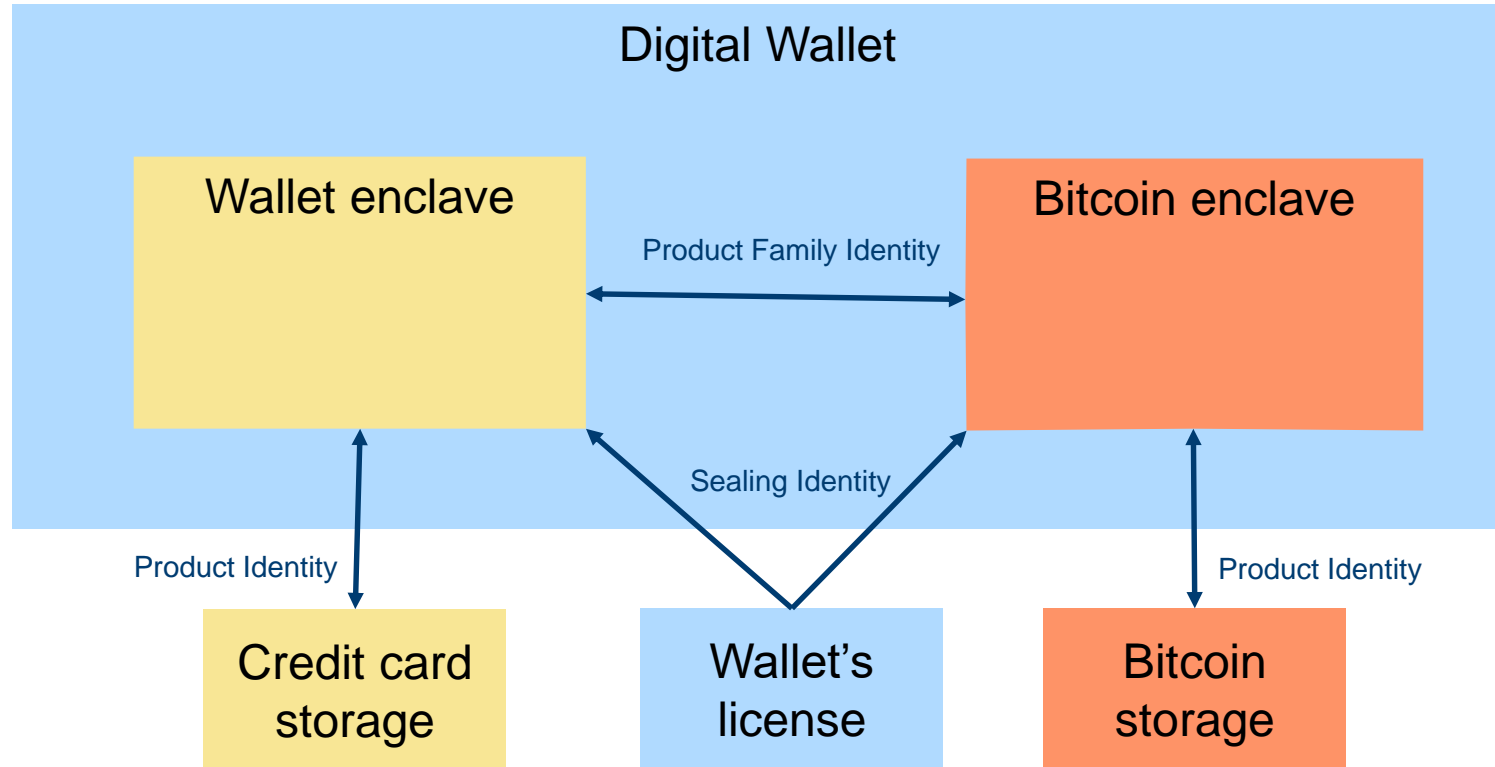 Digital Wallet
Wallet enclave
Bitcoin enclave
Product Family Identity
Sealing Identity
Product Identity
Product Identity
Credit card
storage
Wallet’s
license
Bitcoin
storage